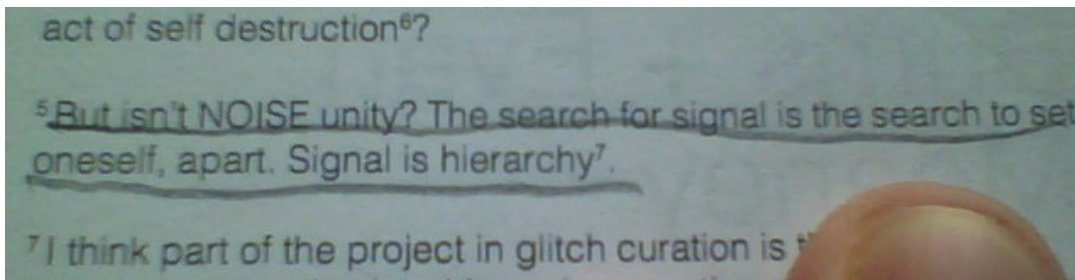 act of self destruction⁶?
⁵But isn't NOISE unity? The search for signal is the search to set
oneself, apart. Signal is hierarchy⁷.
⁷I think part of the project in glitch curation is